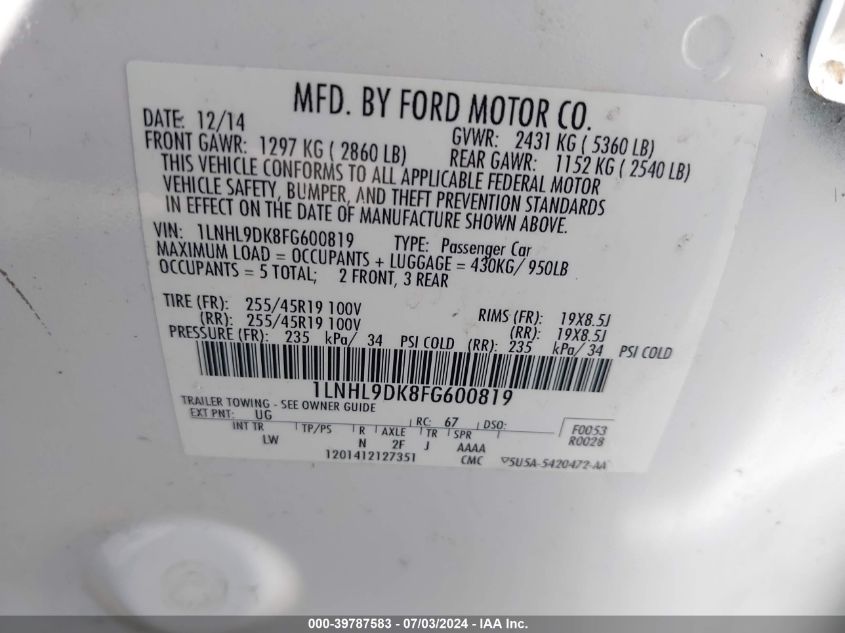 MFD. BY FORD MOTOR CO.
DATE: 12/14 GVWR: 2431 KG ( 5360 LB)
FRONT GAWR: 1297 KG ( 2860 LB) REAR GAWR: 1152 KG ( 2540 LB)
THIS VEHICLE CONFORMS TO ALL APPLICABLE FEDERAL MOTOR
VEHICLE SAFETY, BUMPER, AND THEFT PREVENTION STANDARDS
IN EFFECT ON THE DATE OF MANUFACTURE SHOWN ABOVE.
VIN: 1LNHL9DK8FG600819 TYPE: Passenger Car
MAXIMUM LOAD = OCCUPANTS + LUGGAGE = 430KG/ 950LB
OCCUPANTS = 5 TOTAL; 2 FRONT, 3 REAR
TIRE (FR): 255/45R19 100V RIMS (FR): 19X8.5J
(RR): 255/45R19 100V (RR): 19X8.5J
PRESSURE (FR): 235 kPa/ 34 PSI COLD (RR): 235 kPa/ 34 PSI COLD
1LNHL9DK8FG600819
TRAILER TOWING - SEE OWNER GUIDE
EXT PNT: UG RC: 67 DSO: F0053
INT TR TP/PS R AXLE TR SPR R0028
LW N 2F J AAAA
1201412127351 CMC 5U5A-5420472-AA
000-39787583 - 07/03/2024 - IAA Inc.